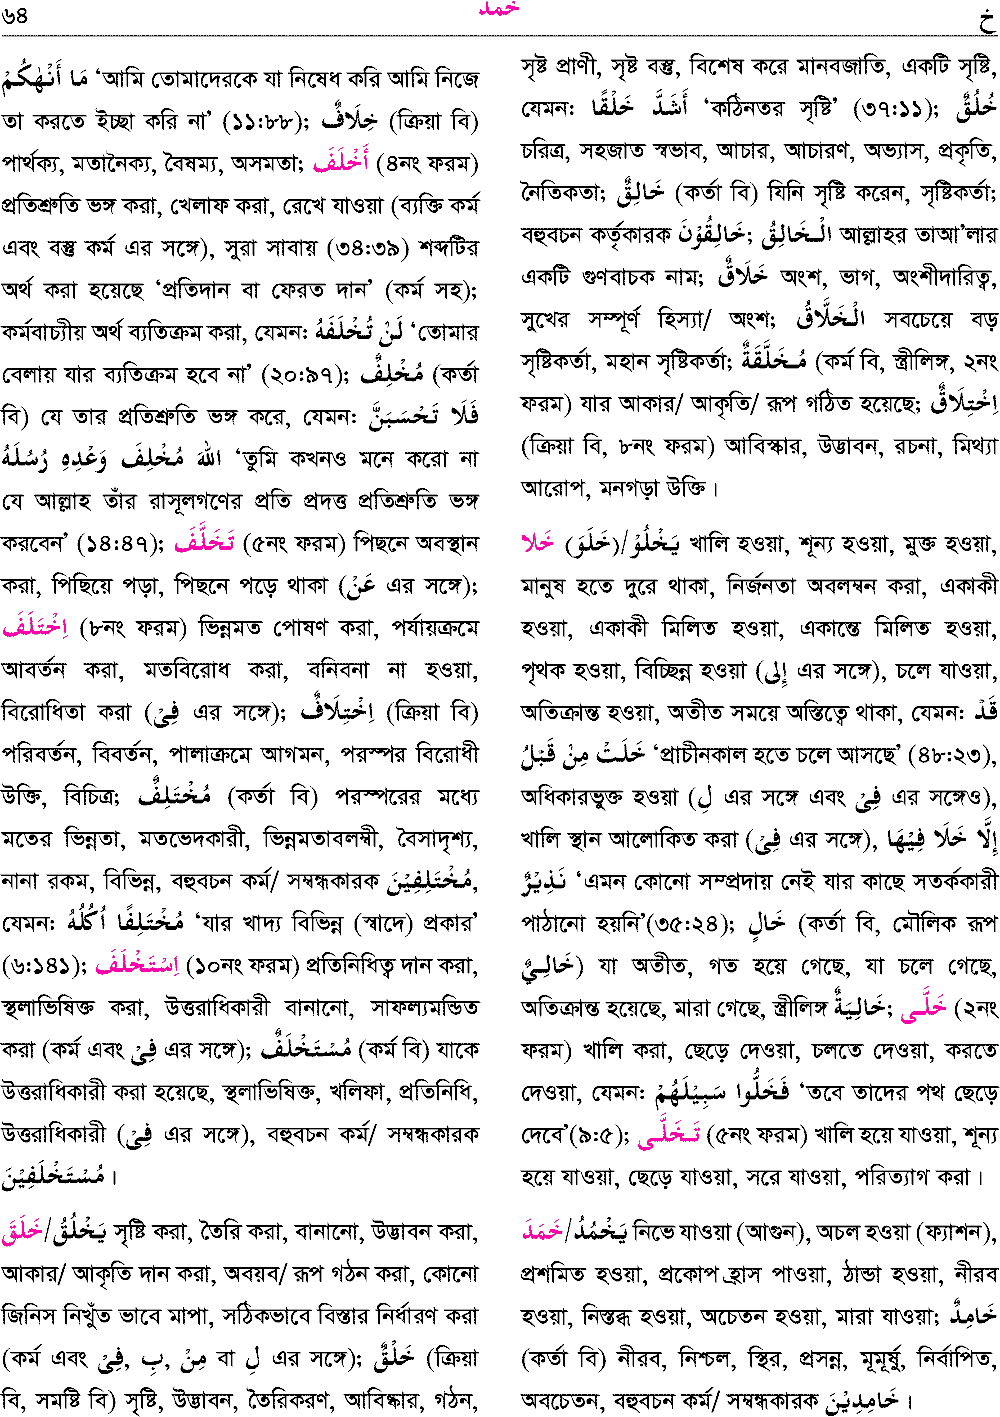 ৬৪
خمد
خ
مَا أَنْهٰكُمْ ‘আমি তোমাদেরকে যা নিষেধ করি আমি নিজে
তা করতে ইচ্ছা করি না’ (১১:৮৮); خِلَافٌ (ক্রিয়া বি)
পার্থক্য, মতানৈক্য, বৈষম্য, অসমতা; أَخْلَفَ (৪নং ফরম)
প্রতিশ্রুতি ভঙ্গ করা, খেলাফ করা, রেখে যাওয়া (ব্যক্তি কর্ম
এবং বস্তু কর্ম এর সঙ্গে), সুরা সাবায় (৩৪:৩৯) শব্দটির
অর্থ করা হয়েছে ‘প্রতিদান বা ফেরত দান’ (কর্ম সহ);
কর্মবাচ্যীয় অর্থ ব্যতিক্রম করা, যেমন: لَنْ تُخْلَفَهُ ‘তোমার
বেলায় যার ব্যতিক্রম হবে না’ (২০:৯৭); مُخْلِفٌ (কর্তা
বি) যে তার প্রতিশ্রুতি ভঙ্গ করে, যেমন: فَلَا تَحْسَبَنَّ
اللهَ مُخْلِفَ وَعْدِهِ رُسُلَهُ ‘তুমি কখনও মনে করো না
যে আল্লাহ তাঁর রাসূলগণের প্রতি প্রদত্ত প্রতিশ্রুতি ভঙ্গ
করবেন’ (১৪:৪৭); تَخَلَّفَ (৫নং ফরম) পিছনে অবস্থান
করা, পিছিয়ে পড়া, পিছনে পড়ে থাকা (عَنْ এর সঙ্গে);
اِخْتَلَفَ (৮নং ফরম) ভিন্নমত পোষণ করা, পর্যায়ক্রমে
আবর্তন করা, মতবিরোধ করা, বনিবনা না হওয়া,
বিরোধিতা করা (فِيْ এর সঙ্গে); اِخْتِلَافٌ (ক্রিয়া বি)
পরিবর্তন, বিবর্তন, পালাক্রমে আগমন, পরস্পর বিরোধী
উক্তি, বিচিত্র; مُخْتَلِفٌ (কর্তা বি) পরস্পরের মধ্যে
মতের ভিন্নতা, মতভেদকারী, ভিন্নমতাবলম্বী, বৈসাদৃশ্য,
নানা রকম, বিভিন্ন, বহুবচন কর্ম/ সম্বন্ধকারক مُخْتَلِفِيْنَ,
যেমন: مُخْتَلِفًا أُكُلُهُ ‘যার খাদ্য বিভিন্ন (স্বাদে) প্রকার’
(৬:১৪১); اِسْتَخْلَفَ (১০নং ফরম) প্রতিনিধিত্ব দান করা,
স্থলাভিষিক্ত করা, উত্তরাধিকারী বানানো, সাফল্যমন্ডিত
করা (কর্ম এবং فِيْ এর সঙ্গে); مُسْتَخْلَفٌ (কর্ম বি) যাকে
উত্তরাধিকারী করা হয়েছে, স্থলাভিষিক্ত, খলিফা, প্রতিনিধি,
উত্তরাধিকারী (فِيْ এর সঙ্গে), বহুবচন কর্ম/ সম্বন্ধকারক
مُسْتَخْلَفِيْنَ।
خَلَقَ/يَخْلُقُ সৃষ্টি করা, তৈরি করা, বানানো, উদ্ভাবন করা,
আকার/ আকৃতি দান করা, অবয়ব/ রূপ গঠন করা, কোনো
জিনিস নিখুঁত ভাবে মাপা, সঠিকভাবে বিস্তার নির্ধারণ করা
(কর্ম এবং فِيْ, بِ, مِنْ বা لِ এর সঙ্গে); خَلْقٌ (ক্রিয়া
বি, সমষ্টি বি) সৃষ্টি, উদ্ভাবন, তৈরিকরণ, আবিষ্কার, গঠন,
সৃষ্ট প্রাণী, সৃষ্ট বস্তু, বিশেষ করে মানবজাতি, একটি সৃষ্টি,
যেমন: أَشَدَّ خَلْقًا ‘কঠিনতর সৃষ্টি’ (৩৭:১১); خُلُقٌ
চরিত্র, সহজাত স্বভাব, আচার, আচারণ, অভ্যাস, প্রকৃতি,
নৈতিকতা; خَالِقٌ (কর্তা বি) যিনি সৃষ্টি করেন, সৃষ্টিকর্তা;
বহুবচন কর্তৃকারক خَالِقُوْنَ; الْخَالِقُ আল্লাহর তাআ’লার
একটি গুণবাচক নাম; خَلَاقٌ অংশ, ভাগ, অংশীদারিত্ব,
সুখের সম্পূর্ণ হিস্যা/ অংশ; الْخَلَّاقُ সবচেয়ে বড়
সৃষ্টিকর্তা, মহান সৃষ্টিকর্তা; مُخَلَّقَةٌ (কর্ম বি, স্ত্রীলিঙ্গ, ২নং
ফরম) যার আকার/ আকৃতি/ রূপ গঠিত হয়েছে; اِخْتِلَاقٌ
(ক্রিয়া বি, ৮নং ফরম) আবিস্কার, উদ্ভাবন, রচনা, মিথ্যা
আরোপ, মনগড়া উক্তি।
خَلا (خَلَوَ)/يَخْلُوْ খালি হওয়া, শূন্য হওয়া, মুক্ত হওয়া,
মানুষ হতে দুরে থাকা, নির্জনতা অবলম্বন করা, একাকী
হওয়া, একাকী মিলিত হওয়া, একান্তে মিলিত হওয়া,
পৃথক হওয়া, বিচ্ছিন্ন হওয়া (إِلى এর সঙ্গে), চলে যাওয়া,
অতিক্রান্ত হওয়া, অতীত সময়ে অস্তিত্বে থাকা, যেমন: قَدْ
خَلَتْ مِنْ قَبْلُ ‘প্রাচীনকাল হতে চলে আসছে’ (৪৮:২৩),
অধিকারভুক্ত হওয়া (لِ এর সঙ্গে এবং فِيْ এর সঙ্গেও),
খালি স্থান আলোকিত করা (فِيْ এর সঙ্গে), إِلَّا خَلَا فِيْهَا
نَذِيْرٌ ‘এমন কোনো সম্প্রদায় নেই যার কাছে সতর্ককারী
পাঠানো হয়নি’(৩৫:২৪); خَالٍ (কর্তা বি, মৌলিক রূপ
خَالِيٌ) যা অতীত, গত হয়ে গেছে, যা চলে গেছে,
অতিক্রান্ত হয়েছে, মারা গেছে, স্ত্রীলিঙ্গ خَالِيَةٌ; خَلَّى (২নং
ফরম) খালি করা, ছেড়ে দেওয়া, চলতে দেওয়া, করতে
দেওয়া, যেমন: فَخَلُّوا سَبِيْلَهُمْ ‘তবে তাদের পথ ছেড়ে
দেবে’(৯:৫); تَخَلَّى (৫নং ফরম) খালি হয়ে যাওয়া, শূন্য
হয়ে যাওয়া, ছেড়ে যাওয়া, সরে যাওয়া, পরিত্যাগ করা।
خَمَدَ/يَخْمُدُ নিভে যাওয়া (আগুন), অচল হওয়া (ফ্যাশন),
প্রশমিত হওয়া, প্রকোপ হ্রাস পাওয়া, ঠান্ডা হওয়া, নীরব
হওয়া, নিস্তব্ধ হওয়া, অচেতন হওয়া, মারা যাওয়া; خَامِدٌ
(কর্তা বি) নীরব, নিশ্চল, স্থির, প্রসন্ন, মূমূর্ষু, নির্বাপিত,
অবচেতন, বহুবচন কর্ম/ সম্বন্ধকারক خَامِدِيْنَ।